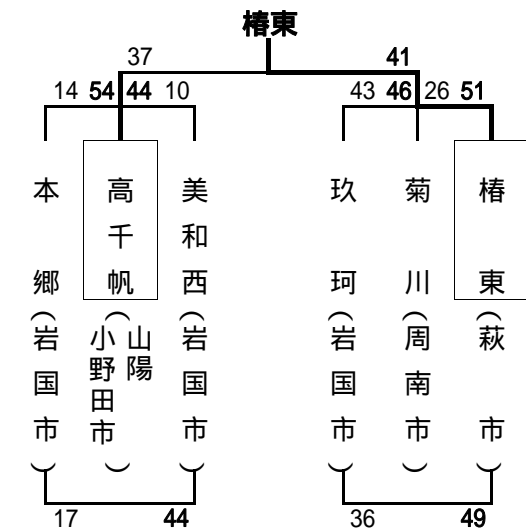 椿東
37 41
14 54 44 10 43 46 26 51
本郷（岩国市）
高千帆（山陽小野田市）
美和西（岩国市）
玖珂（岩国市）
菊川（周南市）
椿東（萩市）
17 44 36 49